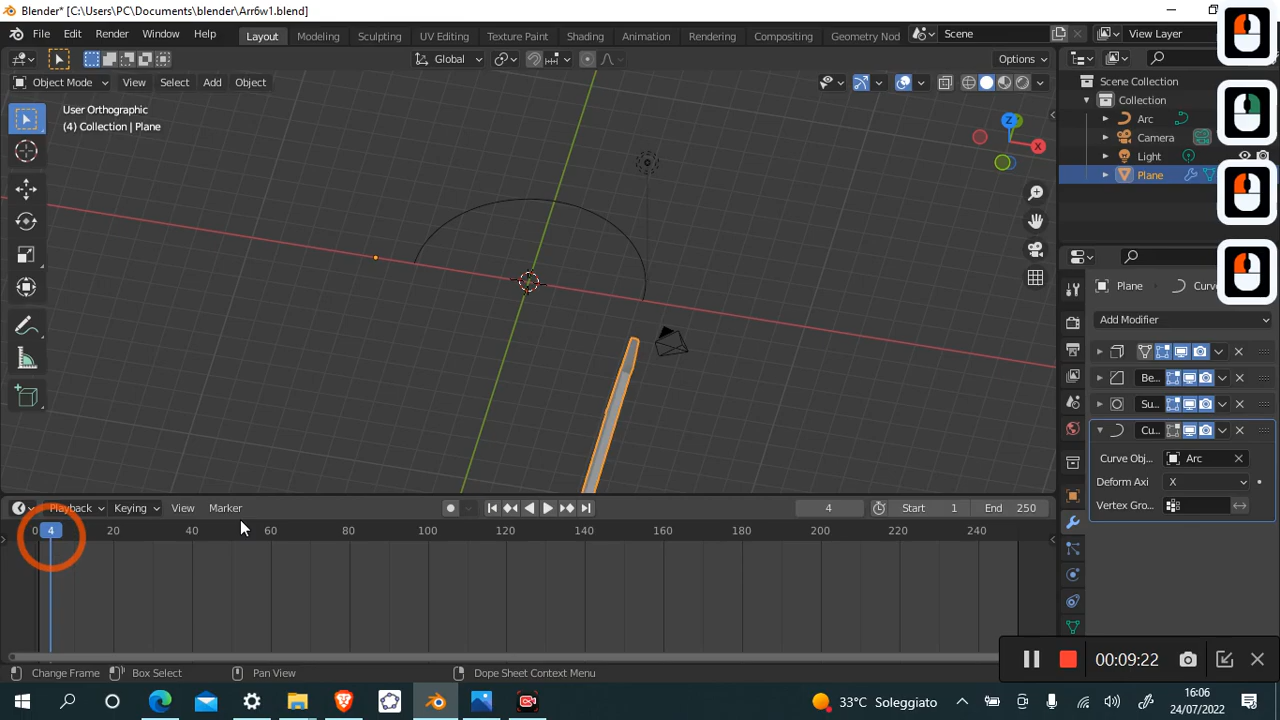 Blender* [C:\Users\PC\Documents\blender\Arr6w1.blend]
File Edit Render Window Help Layout Modeling Sculpting UV Editing Texture Paint Shading Animation Rendering Compositing Geometry Nod Scene View Layer
Global Options
Object Mode View Select Add Object
User Orthographic
(4) Collection | Plane
Z
X
Scene Collection
Collection
Arc
Camera
Light
Plane
Plane Curve
Add Modifier
Be...
Su...
Cu...
Curve Obj... Arc
Deform Axi X
Vertex Gro...
Playback Keying View Marker 4 Start 1 End 250
0 4 20 40 60 80 100 120 140 160 180 200 220 240
Change Frame Box Select Pan View Dope Sheet Context Menu
00:09:22
33°C Soleggiato
16:06
24/07/2022